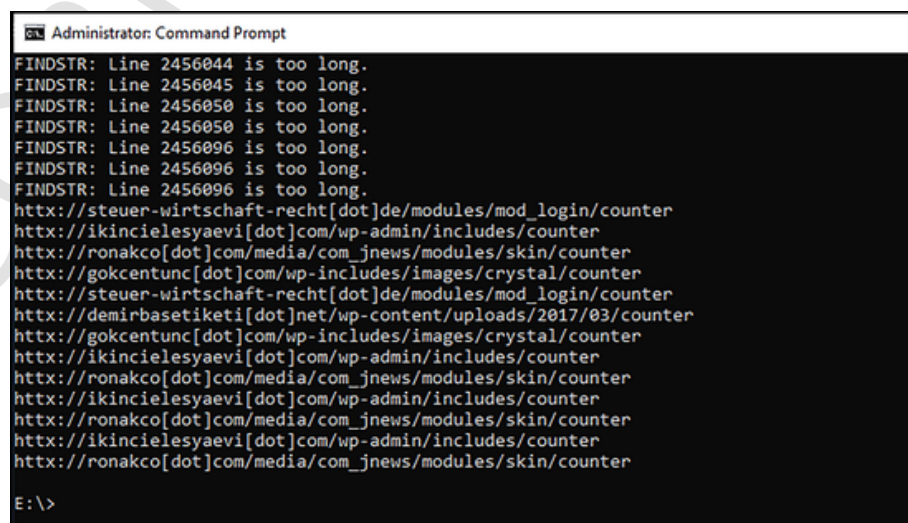 Administrator: Command Prompt
FINDSTR: Line 2456044 is too long.
FINDSTR: Line 2456045 is too long.
FINDSTR: Line 2456050 is too long.
FINDSTR: Line 2456050 is too long.
FINDSTR: Line 2456096 is too long.
FINDSTR: Line 2456096 is too long.
FINDSTR: Line 2456096 is too long.
httx://steuer-wirtschaft-recht[dot]de/modules/mod_login/counter
httx://ikincielesyaevi[dot]com/wp-admin/includes/counter
httx://ronakco[dot]com/media/com_jnews/modules/skin/counter
httx://gokcentunc[dot]com/wp-includes/images/crystal/counter
httx://steuer-wirtschaft-recht[dot]de/modules/mod_login/counter
httx://demirbasetiketi[dot]net/wp-content/uploads/2017/03/counter
httx://gokcentunc[dot]com/wp-includes/images/crystal/counter
httx://ikincielesyaevi[dot]com/wp-admin/includes/counter
httx://ronakco[dot]com/media/com_jnews/modules/skin/counter
httx://ikincielesyaevi[dot]com/wp-admin/includes/counter
httx://ronakco[dot]com/media/com_jnews/modules/skin/counter
httx://ikincielesyaevi[dot]com/wp-admin/includes/counter
httx://ronakco[dot]com/media/com_jnews/modules/skin/counter
E:\>